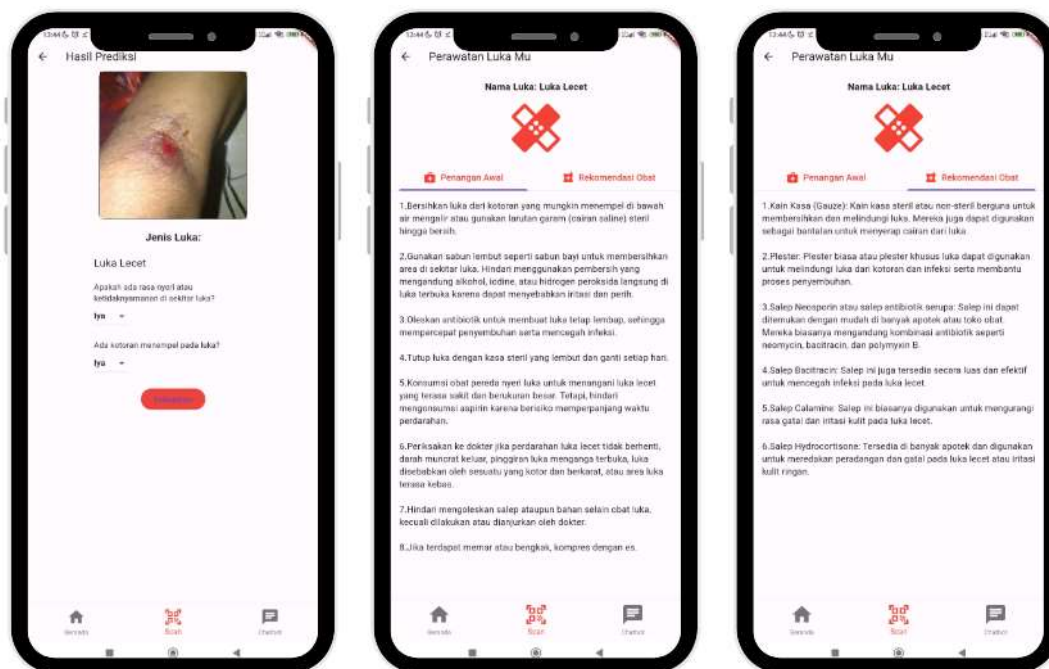 12:44
Hasil Prediksi
Jenis Luka:
Luka Lecet
Apakah ada rasa nyeri atau
ketidaknyamanan di sekitar luka?
Iya
Ada kotoran menempel pada luka?
Iya
Beranda
Scan
Chatbot
12:44
Perawatan Luka Mu
Nama Luka: Luka Lecet
Penangan Awal
Rekomendasi Obat
1.Bersihkan luka dari kotoran yang mungkin menempel di bawah
air mengalir atau gunakan larutan garam (cairan saline) steril
hingga bersih.
2.Gunakan sabun lembut seperti sabun bayi untuk membersihkan
area di sekitar luka. Hindari menggunakan pembersih yang
mengandung alkohol, iodine, atau hidrogen peroksida langsung di
luka terbuka karena dapat menyebabkan iritasi dan perih.
3.Oleskan antibiotik untuk membuat luka tetap lembap, sehingga
mempercepat penyembuhan serta mencegah infeksi.
4.Tutup luka dengan kasa steril yang lembut dan ganti setiap hari.
5.Konsumsi obat pereda nyeri luka untuk menangani luka lecet
yang terasa sakit dan berukuran besar. Tetapi, hindari
mengonsumsi aspirin karena berisiko memperpanjang waktu
perdarahan.
6.Periksakan ke dokter jika perdarahan luka lecet tidak berhenti,
darah muncrat keluar, pinggiran luka menganga terbuka, luka
disebabkan oleh sesuatu yang kotor dan berkarat, atau area luka
terasa kebas.
7.Hindari mengoleskan salep ataupun bahan selain obat luka,
kecuali dilakukan atau dianjurkan oleh dokter.
8.Jika terdapat memar atau bengkak, kompres dengan es.
Beranda
Scan
Chatbot
12:44
Perawatan Luka Mu
Nama Luka: Luka Lecet
Penangan Awal
Rekomendasi Obat
1.Kain Kasa (Gauze): Kain kasa steril atau non-steril berguna untuk
membersihkan dan melindungi luka. Mereka juga dapat digunakan
sebagai bantalan untuk menyerap cairan dari luka.
2.Plester: Plester biasa atau plester khusus luka dapat digunakan
untuk melindungi luka dari kotoran dan infeksi serta membantu
proses penyembuhan.
3.Salep Neosporin atau salep antibiotik serupa: Salep ini dapat
ditemukan dengan mudah di banyak apotek atau toko obat.
Mereka biasanya mengandung kombinasi antibiotik seperti
neomycin, bacitracin, dan polymyxin B.
4.Salep Bacitracin: Salep ini juga tersedia secara luas dan efektif
untuk mencegah infeksi pada luka lecet.
5.Salep Calamine: Salep ini biasanya digunakan untuk mengurangi
rasa gatal dan iritasi kulit pada luka lecet.
6.Salep Hydrocortisone: Tersedia di banyak apotek dan digunakan
untuk meredakan peradangan dan gatal pada luka lecet atau iritasi
kulit ringan.
Beranda
Scan
Chatbot